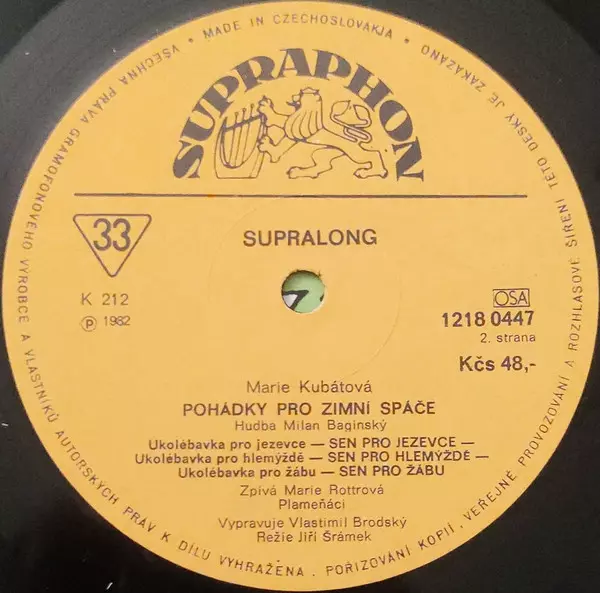 MADE IN CZECHOSLOVAKJA • VŠECHNA PRÁVA GRAMOFONOVÉHO VÝROBCE A VLASTNÍKŮ AUTORSKÝCH PRÁV K DÍLU VYHRAŽENA. POŘIZOVÁNÍ KOPIÍ, VEŘEJNÉ PROVOZOVÁNÍ A ROZHLASOVÉ ŠÍŘENÍ TÉTO DESKY JE ZAKÁZÁNO •
SUPRAPHON
33
SUPRALONG
K 212
Ⓟ 1982
OSA
1218 0447
2. strana
Kčs 48,-
Marie Kubátová
POHÁDKY PRO ZIMNÍ SPÁČE
Hudba Milan Baginský
Ukolébavka pro jezevce — SEN PRO JEZEVCE —
Ukolébavka pro hlemýždě — SEN PRO HLEMÝŽDĚ —
Ukolébavka pro žábu — SEN PRO ŽÁBU
Zpívá Marie Rottrová
Plameňáci
Vypravuje Vlastimil Brodský
Režie Jiří Šrámek